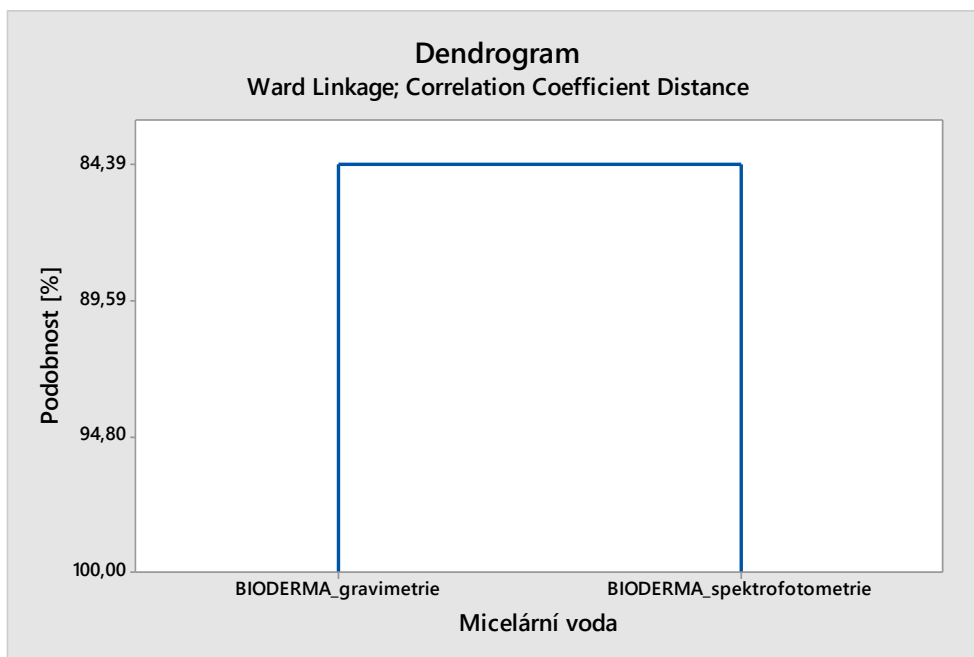 Dendrogram
Ward Linkage; Correlation Coefficient Distance
84,39
89,59
94,80
100,00
Podobnost [%]
BIODERMA_gravimetrie
BIODERMA_spektrofotometrie
Micelární voda